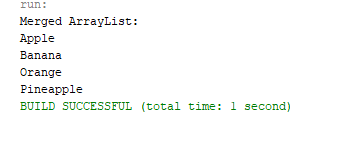 run:
Merged ArrayList:
Apple
Banana
Orange
Pineapple
BUILD SUCCESSFUL (total time: 1 second)